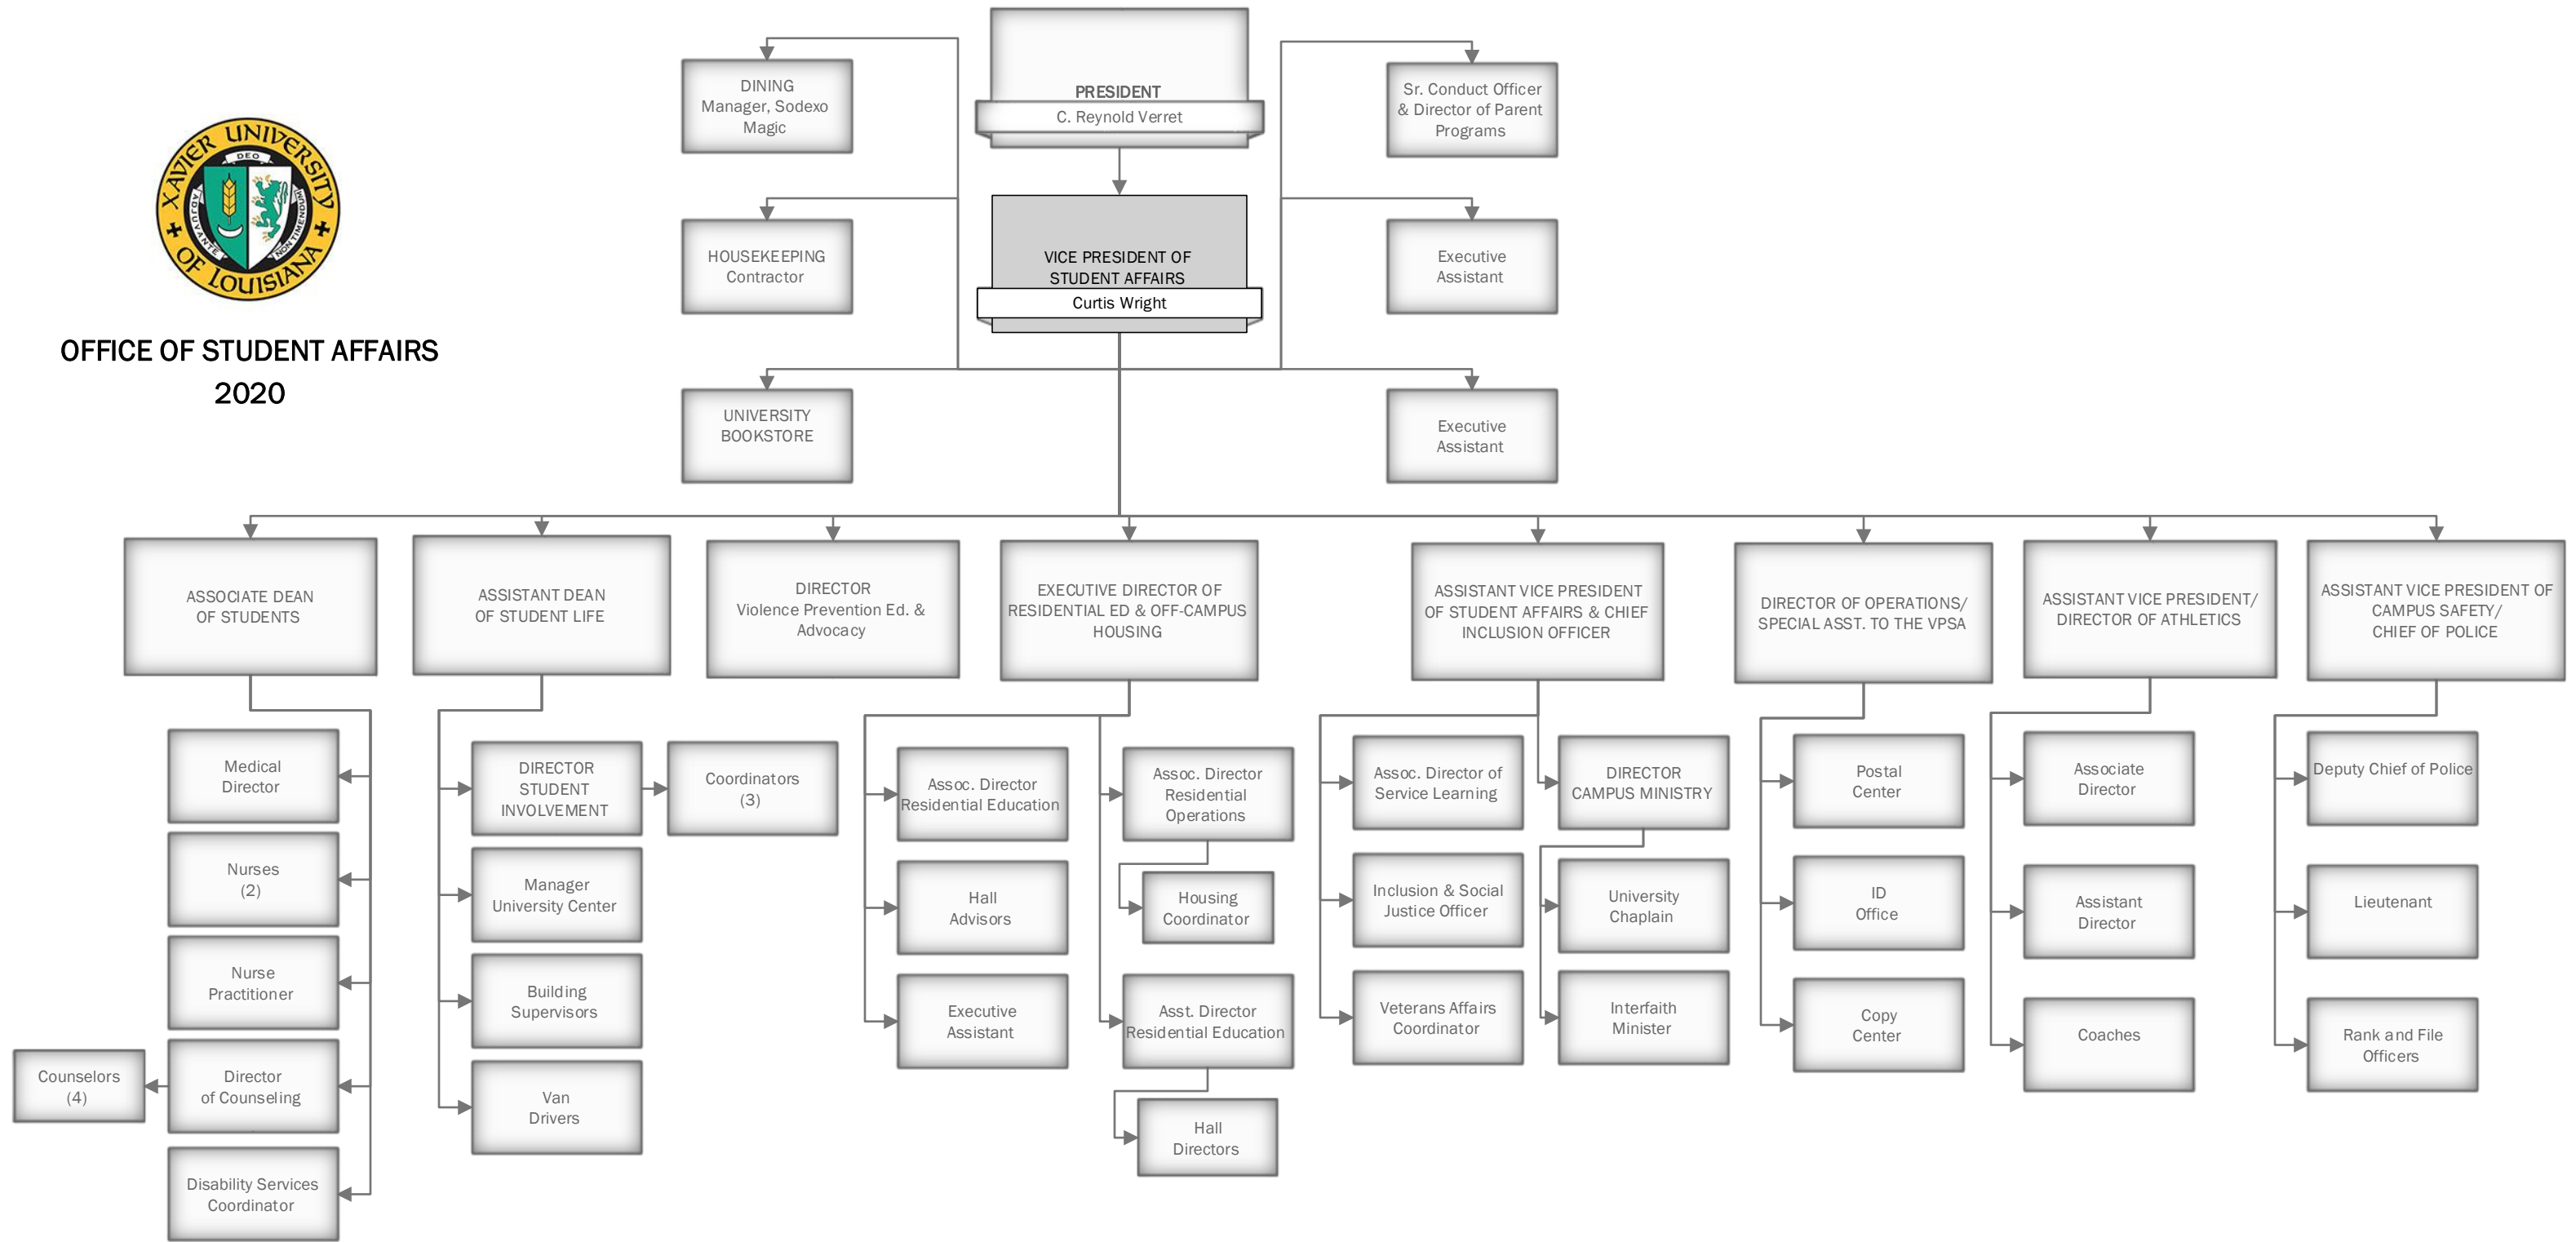 PRESIDENT
C. Reynold Verret
DINING
Manager, Sodexo
Magic
Sr. Conduct Officer
& Director of Parent
Programs
XAVIER UNIVERSITY
OF LOUISIANA
DEO
ADJUVANTE
NON TIMENDUM
OFFICE OF STUDENT AFFAIRS
2020
HOUSEKEEPING
Contractor
VICE PRESIDENT OF
STUDENT AFFAIRS
Curtis Wright
Executive
Assistant
UNIVERSITY
BOOKSTORE
Executive
Assistant
ASSOCIATE DEAN
OF STUDENTS
ASSISTANT DEAN
OF STUDENT LIFE
DIRECTOR
Violence Prevention Ed. &
Advocacy
EXECUTIVE DIRECTOR OF
RESIDENTIAL ED & OFF-CAMPUS
HOUSING
ASSISTANT VICE PRESIDENT
OF STUDENT AFFAIRS & CHIEF
INCLUSION OFFICER
DIRECTOR OF OPERATIONS/
SPECIAL ASST. TO THE VPSA
ASSISTANT VICE PRESIDENT/
DIRECTOR OF ATHLETICS
ASSISTANT VICE PRESIDENT OF
CAMPUS SAFETY/
CHIEF OF POLICE
Medical
Director
Nurses
(2)
Nurse
Practitioner
Director
of Counseling
Counselors
(4)
Disability Services
Coordinator
DIRECTOR
STUDENT
INVOLVEMENT
Coordinators
(3)
Manager
University Center
Building
Supervisors
Van
Drivers
Assoc. Director
Residential Education
Hall
Advisors
Executive
Assistant
Assoc. Director
Residential
Operations
Housing
Coordinator
Asst. Director
Residential Education
Hall
Directors
Assoc. Director of
Service Learning
Inclusion & Social
Justice Officer
Veterans Affairs
Coordinator
DIRECTOR
CAMPUS MINISTRY
University
Chaplain
Interfaith
Minister
Postal
Center
ID
Office
Copy
Center
Associate
Director
Assistant
Director
Coaches
Deputy Chief of Police
Lieutenant
Rank and File
Officers